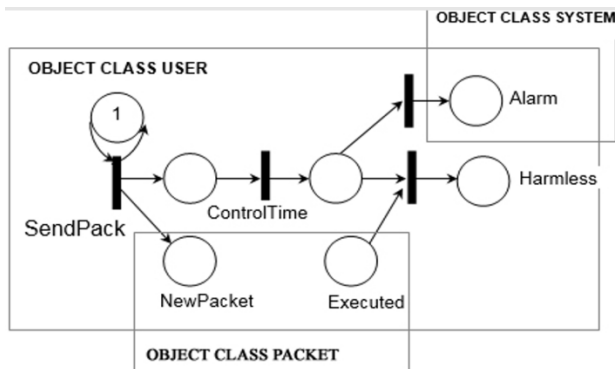 OBJECT CLASS SYSTEM
OBJECT CLASS USER
1
Alarm
Harmless
ControlTime
SendPack
NewPacket
Executed
OBJECT CLASS PACKET